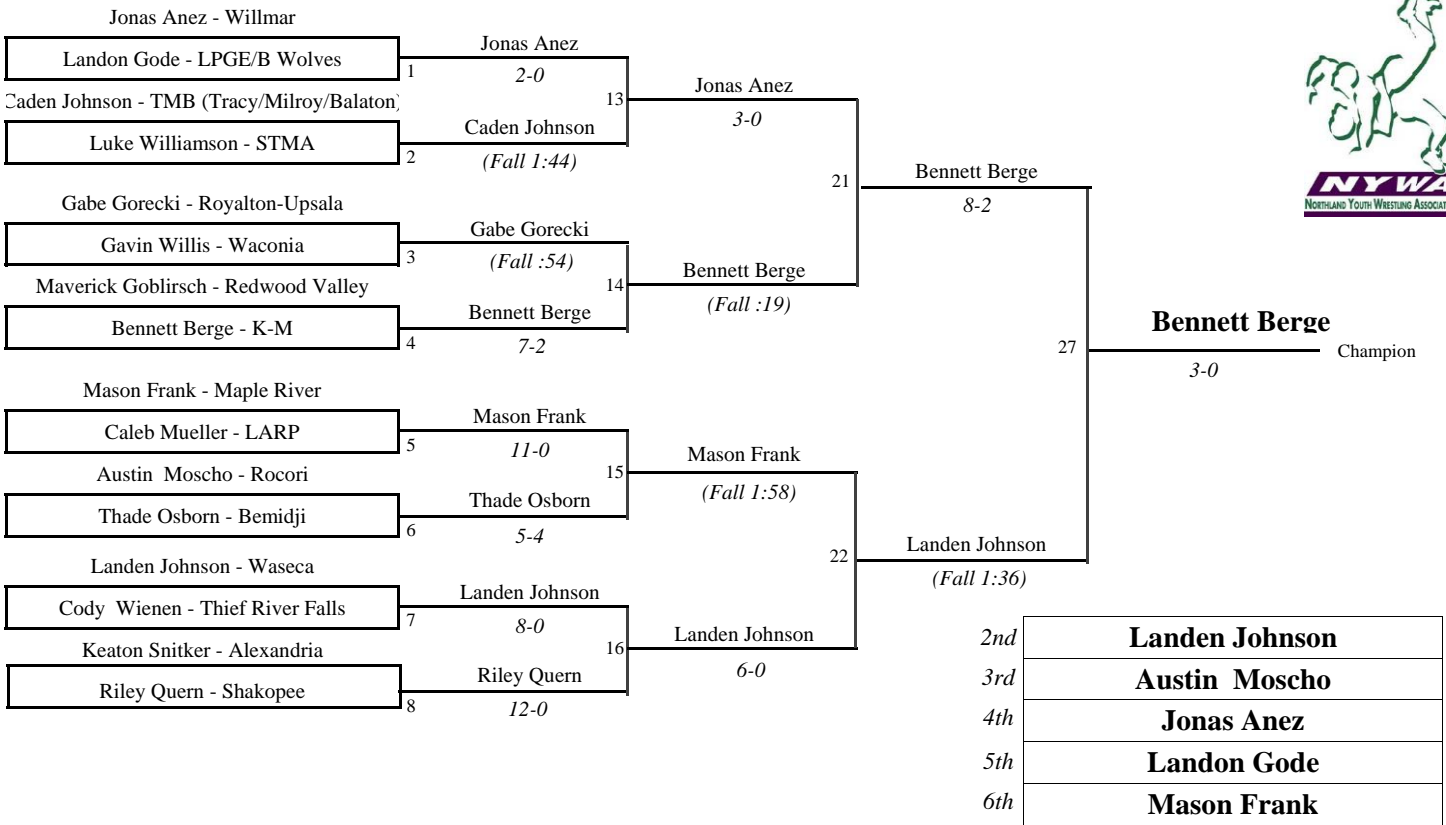 Jonas Anez - Willmar
Landon Gode - LPGE/B Wolves
1
Jonas Anez
2-0
Caden Johnson - TMB (Tracy/Milroy/Balaton)
Luke Williamson - STMA
2
Caden Johnson
(Fall 1:44)
13
Jonas Anez
3-0
Gabe Gorecki - Royalton-Upsala
Gavin Willis - Waconia
3
Gabe Gorecki
(Fall :54)
Maverick Goblirsch - Redwood Valley
Bennett Berge - K-M
4
Bennett Berge
7-2
14
Bennett Berge
(Fall :19)
21
Bennett Berge
8-2
Mason Frank - Maple River
Caleb Mueller - LARP
5
Mason Frank
11-0
Austin  Moscho - Rocori
Thade Osborn - Bemidji
6
Thade Osborn
5-4
15
Mason Frank
(Fall 1:58)
Landen Johnson - Waseca
Cody  Wienen - Thief River Falls
7
Landen Johnson
8-0
Keaton Snitker - Alexandria
Riley Quern - Shakopee
8
Riley Quern
12-0
16
Landen Johnson
6-0
22
Landen Johnson
(Fall 1:36)
27
Bennett Berge
3-0
Champion
NYWA
NORTHLAND YOUTH WRESTLING
2nd Landen Johnson
3rd Austin  Moscho
4th Jonas Anez
5th Landon Gode
6th Mason Frank